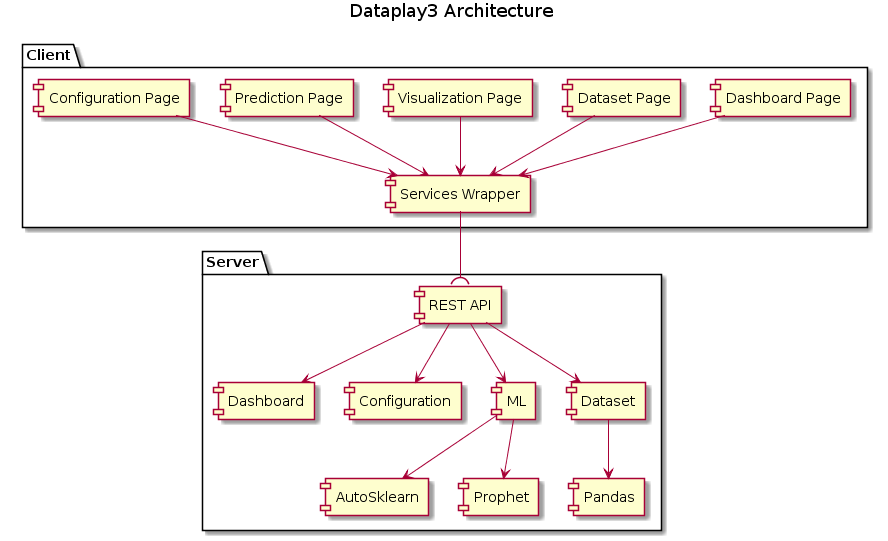 Dataplay3 Architecture
Client
Configuration Page
Prediction Page
Visualization Page
Dataset Page
Dashboard Page
Services Wrapper
Server
REST API
Dashboard
Configuration
ML
Dataset
AutoSklearn
Prophet
Pandas